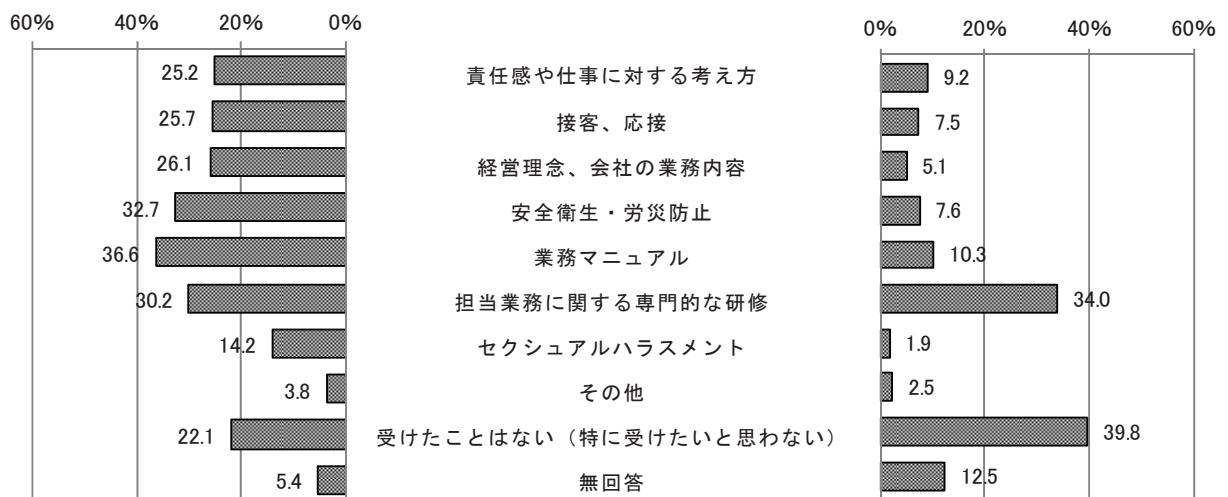 60% 40% 20% 0% 0% 20% 40% 60%
25.2 責任感や仕事に対する考え方 9.2
25.7 接客、応接 7.5
26.1 経営理念、会社の業務内容 5.1
32.7 安全衛生・労災防止 7.6
36.6 業務マニュアル 10.3
30.2 担当業務に関する専門的な研修 34.0
14.2 セクシュアルハラスメント 1.9
3.8 その他 2.5
22.1 受けたことはない（特に受けたいと思わない） 39.8
5.4 無回答 12.5